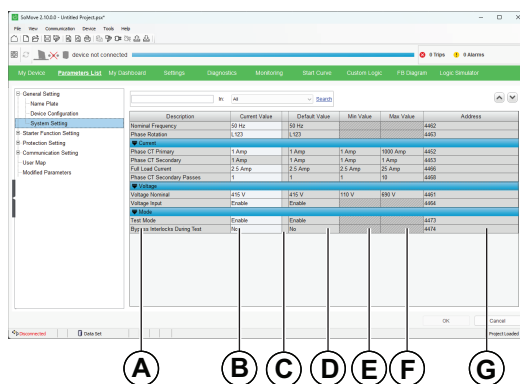 SoMove 2.10.0.0 - Untitled Project.psx*
File View Communication Device Tools Help
device not connected 0 Trips 0 Alarms
My Device Parameters List My Dashboard Settings Diagnostics Monitoring Start Curve Custom Logic FB Diagram Logic Simulator
General Setting
Name Plate
Device Configuration
System Setting
Starter Function Setting
Protection Setting
Communication Setting
User Map
Modified Parameters
In: All Search
Description Current Value Default Value Min Value Max Value Address
Nominal Frequency 50 Hz 50 Hz 4462
Phase Rotation L123 L123 4463
Current
Phase CT Primary 1 Amp 1 Amp 1 Amp 1000 Amp 4452
Phase CT Secondary 1 Amp 1 Amp 1 Amp 1 Amp 4453
Full Load Current 2.5 Amp 2.5 Amp 2.5 Amp 25 Amp 4466
Phase CT Secondary Passes 1 1 1 10 4468
Voltage
Voltage Nominal 415 V 415 V 110 V 690 V 4461
Voltage Input Enable Enable 4464
Mode
Test Mode Enable Enable 4473
Bypass Interlocks During Test No No 4474
OK Cancel
Disconnected Data Set Project Loaded
A B C D E F G